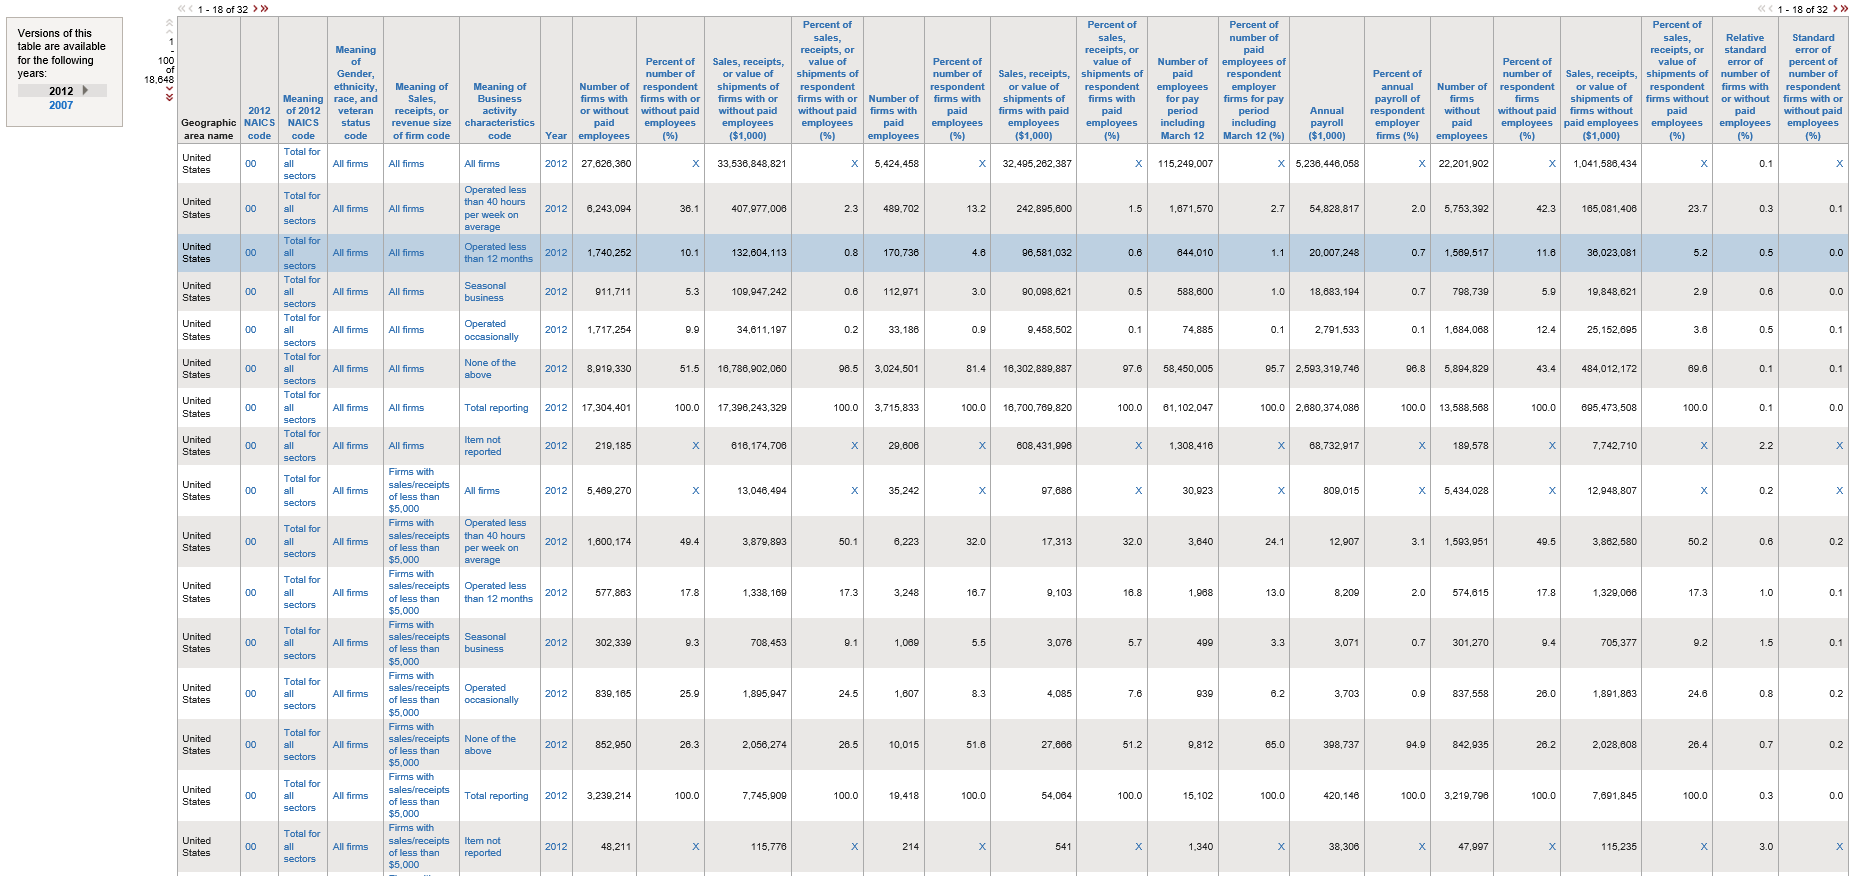 1 - 18 of 32
1 - 18 of 32
Versions of this
table are available
for the following
years:
2012
2007
1
-
100
of
18,648
Geographic area name | 2012 NAICS code | Meaning of 2012 NAICS code | Meaning of Gender, ethnicity, race, and veteran status code | Meaning of Sales, receipts, or revenue size of firm code | Meaning of Business activity characteristics code | Year | Number of firms with or without paid employees | Percent of number of respondent firms with or without paid employees (%) | Sales, receipts, or value of shipments of firms with or without paid employees ($1,000) | Percent of sales, receipts, or value of shipments of respondent firms with or without paid employees (%) | Number of firms with paid employees | Percent of number of respondent firms with paid employees (%) | Sales, receipts, or value of shipments of firms with paid employees ($1,000) | Percent of sales, receipts, or value of shipments of respondent firms with paid employees (%) | Number of paid employees for pay period including March 12 | Percent of number of paid employees of respondent employer firms for pay period including March 12 (%) | Annual payroll ($1,000) | Percent of annual payroll of respondent employer firms (%) | Number of firms without paid employees | Percent of number of respondent firms without paid employees (%) | Sales, receipts, or value of shipments of firms without paid employees ($1,000) | Percent of sales, receipts, or value of shipments of respondent firms without paid employees (%) | Relative standard error of number of firms with or without paid employees (%) | Standard error of percent of number of respondent firms with or without paid employees (%)
United States 00 Total for all sectors All firms All firms All firms 2012 27,626,360 X 33,536,848,821 X 5,424,458 X 32,495,262,387 X 115,249,007 X 5,236,446,058 X 22,201,902 X 1,041,586,434 X 0.1 X
United States 00 Total for all sectors All firms All firms Operated less than 40 hours per week on average 2012 6,243,094 36.1 407,977,006 2.3 489,702 13.2 242,895,600 1.5 1,671,570 2.7 54,828,817 2.0 5,753,392 42.3 165,081,406 23.7 0.3 0.1
United States 00 Total for all sectors All firms All firms Operated less than 12 months 2012 1,740,252 10.1 132,604,113 0.8 170,736 4.6 96,581,032 0.6 644,010 1.1 20,007,248 0.7 1,569,517 11.6 36,023,081 5.2 0.5 0.0
United States 00 Total for all sectors All firms All firms Seasonal business 2012 911,711 5.3 109,947,242 0.6 112,971 3.0 90,098,621 0.5 588,600 1.0 18,683,194 0.7 798,739 5.9 19,848,621 2.9 0.6 0.0
United States 00 Total for all sectors All firms All firms Operated occasionally 2012 1,717,254 9.9 34,611,197 0.2 33,186 0.9 9,458,502 0.1 74,885 0.1 2,791,533 0.1 1,684,068 12.4 25,152,695 3.6 0.5 0.1
United States 00 Total for all sectors All firms All firms None of the above 2012 8,919,330 51.5 16,786,902,060 96.5 3,024,501 81.4 16,302,889,887 97.6 58,450,005 95.7 2,593,319,746 96.8 5,894,829 43.4 484,012,172 69.6 0.1 0.1
United States 00 Total for all sectors All firms All firms Total reporting 2012 17,304,401 100.0 17,396,243,329 100.0 3,715,833 100.0 16,700,769,820 100.0 61,102,047 100.0 2,680,374,086 100.0 13,588,568 100.0 695,473,508 100.0 0.1 0.0
United States 00 Total for all sectors All firms All firms Item not reported 2012 219,185 X 616,174,706 X 29,606 X 608,431,996 X 1,308,416 X 68,732,917 X 189,578 X 7,742,710 X 2.2 X
United States 00 Total for all sectors All firms Firms with sales/receipts of less than $5,000 All firms 2012 5,469,270 X 13,046,494 X 35,242 X 97,686 X 30,923 X 809,015 X 5,434,028 X 12,948,807 X 0.2 X
United States 00 Total for all sectors All firms Firms with sales/receipts of less than $5,000 Operated less than 40 hours per week on average 2012 1,600,174 49.4 3,879,893 50.1 6,223 32.0 17,313 32.0 3,640 24.1 12,907 3.1 1,593,951 49.5 3,862,580 50.2 0.6 0.2
United States 00 Total for all sectors All firms Firms with sales/receipts of less than $5,000 Operated less than 12 months 2012 577,863 17.8 1,338,169 17.3 3,248 16.7 9,103 16.8 1,968 13.0 8,209 2.0 574,615 17.8 1,329,066 17.3 1.0 0.1
United States 00 Total for all sectors All firms Firms with sales/receipts of less than $5,000 Seasonal business 2012 302,339 9.3 708,453 9.1 1,069 5.5 3,076 5.7 499 3.3 3,071 0.7 301,270 9.4 705,377 9.2 1.5 0.1
United States 00 Total for all sectors All firms Firms with sales/receipts of less than $5,000 Operated occasionally 2012 839,165 25.9 1,895,947 24.5 1,607 8.3 4,085 7.6 939 6.2 3,703 0.9 837,558 26.0 1,891,863 24.6 0.8 0.2
United States 00 Total for all sectors All firms Firms with sales/receipts of less than $5,000 None of the above 2012 852,950 26.3 2,056,274 26.5 10,015 51.6 27,666 51.2 9,812 65.0 398,737 94.9 842,935 26.2 2,028,608 26.4 0.7 0.2
United States 00 Total for all sectors All firms Firms with sales/receipts of less than $5,000 Total reporting 2012 3,239,214 100.0 7,745,909 100.0 19,418 100.0 54,064 100.0 15,102 100.0 420,146 100.0 3,219,796 100.0 7,691,845 100.0 0.3 0.0
United States 00 Total for all sectors All firms Firms with sales/receipts of less than $5,000 Item not reported 2012 48,211 X 115,776 X 214 X 541 X 1,340 X 38,306 X 47,997 X 115,235 X 3.0 X